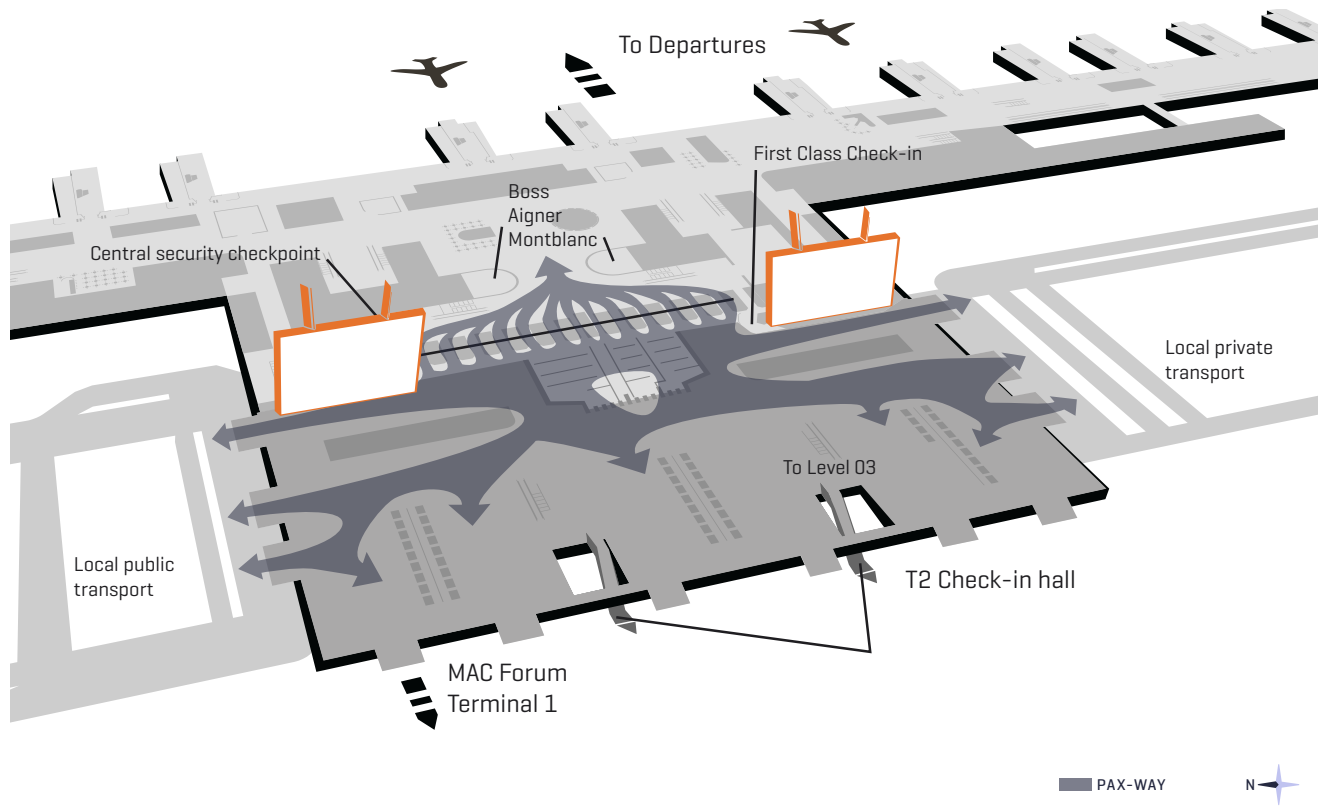 To Departures
First Class Check-in
Boss
Aigner
Montblanc
Central security checkpoint
Local private
transport
To Level 03
Local public
transport
T2 Check-in hall
MAC Forum
Terminal 1
PAX-WAY
N